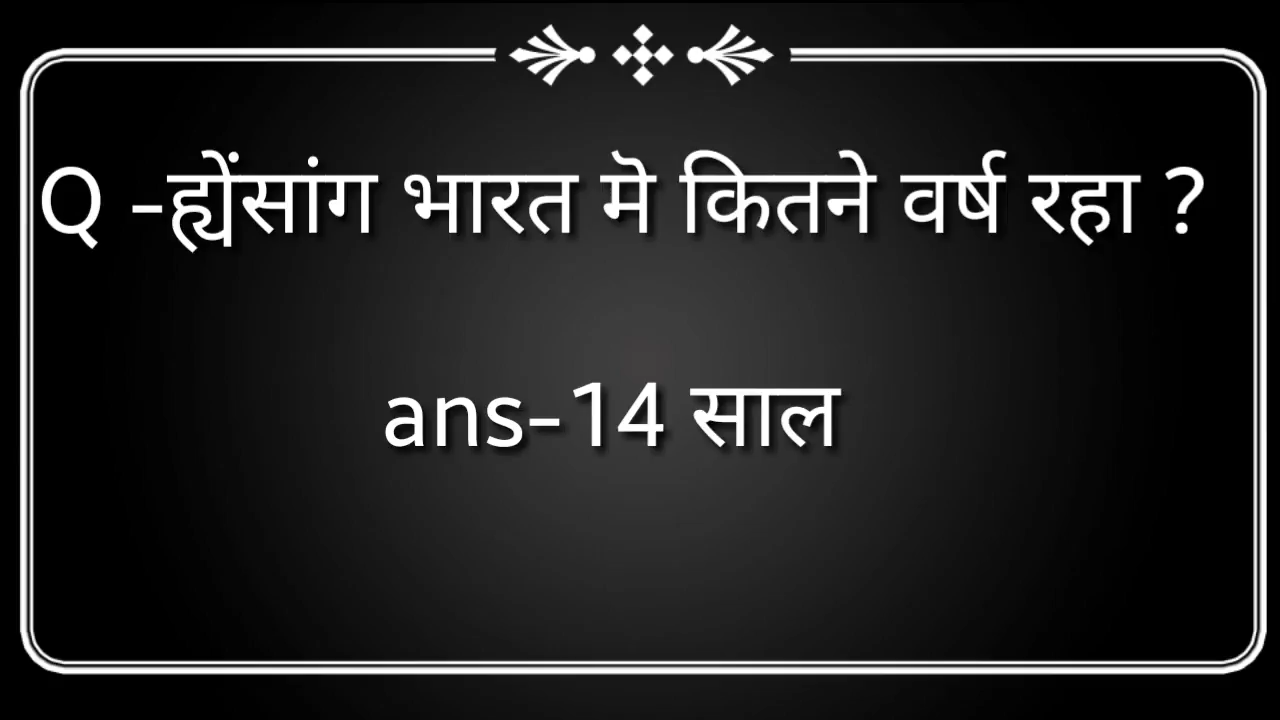 Q -ह्येंसांग भारत मॆ कितने वर्ष रहा ?
ans-14 साल